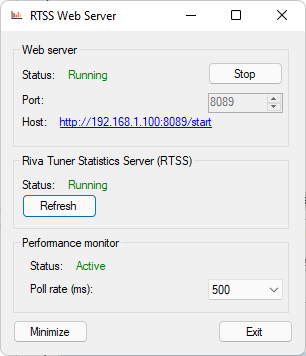 RTSS Web Server
Web server
Status: Running
Stop
Port: 8089
Host: http://192.168.1.100:8089/start
Riva Tuner Statistics Server (RTSS)
Status: Running
Refresh
Performance monitor
Status: Active
Poll rate (ms): 500
Minimize
Exit